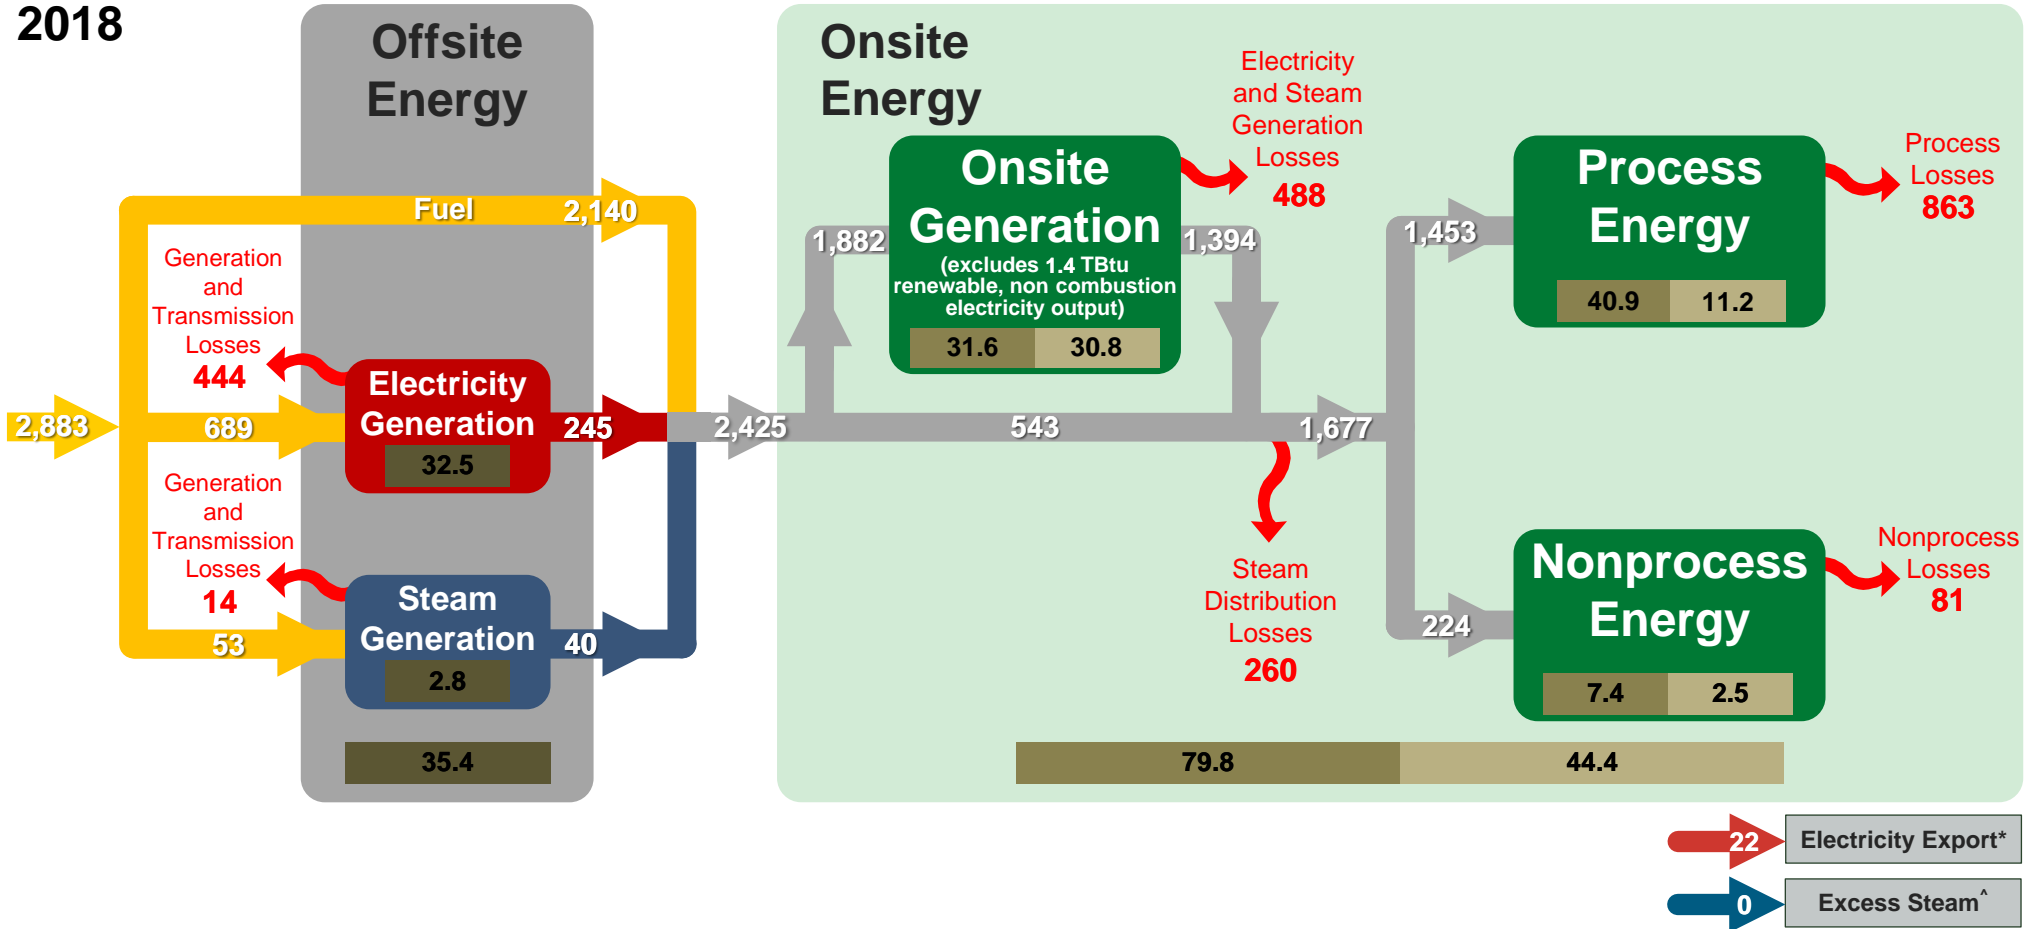 2018
Offsite
Energy
Onsite
Energy
Fuel
2,140
Generation
and
Transmission
Losses
444
2,883
689
Electricity
Generation
32.5
245
2,425
Generation
and
Transmission
Losses
14
53
Steam
Generation
2.8
40
35.4
1,882
Onsite
Generation
(excludes 1.4 TBtu
renewable, non combustion
electricity output)
31.6 30.8
Electricity
and Steam
Generation
Losses
488
1,394
543
1,677
Steam
Distribution
Losses
260
1,453
Process
Energy
40.9 11.2
Process
Losses
863
224
Nonprocess
Energy
7.4 2.5
Nonprocess
Losses
81
79.8 44.4
22 Electricity Export*
0 Excess Steam^